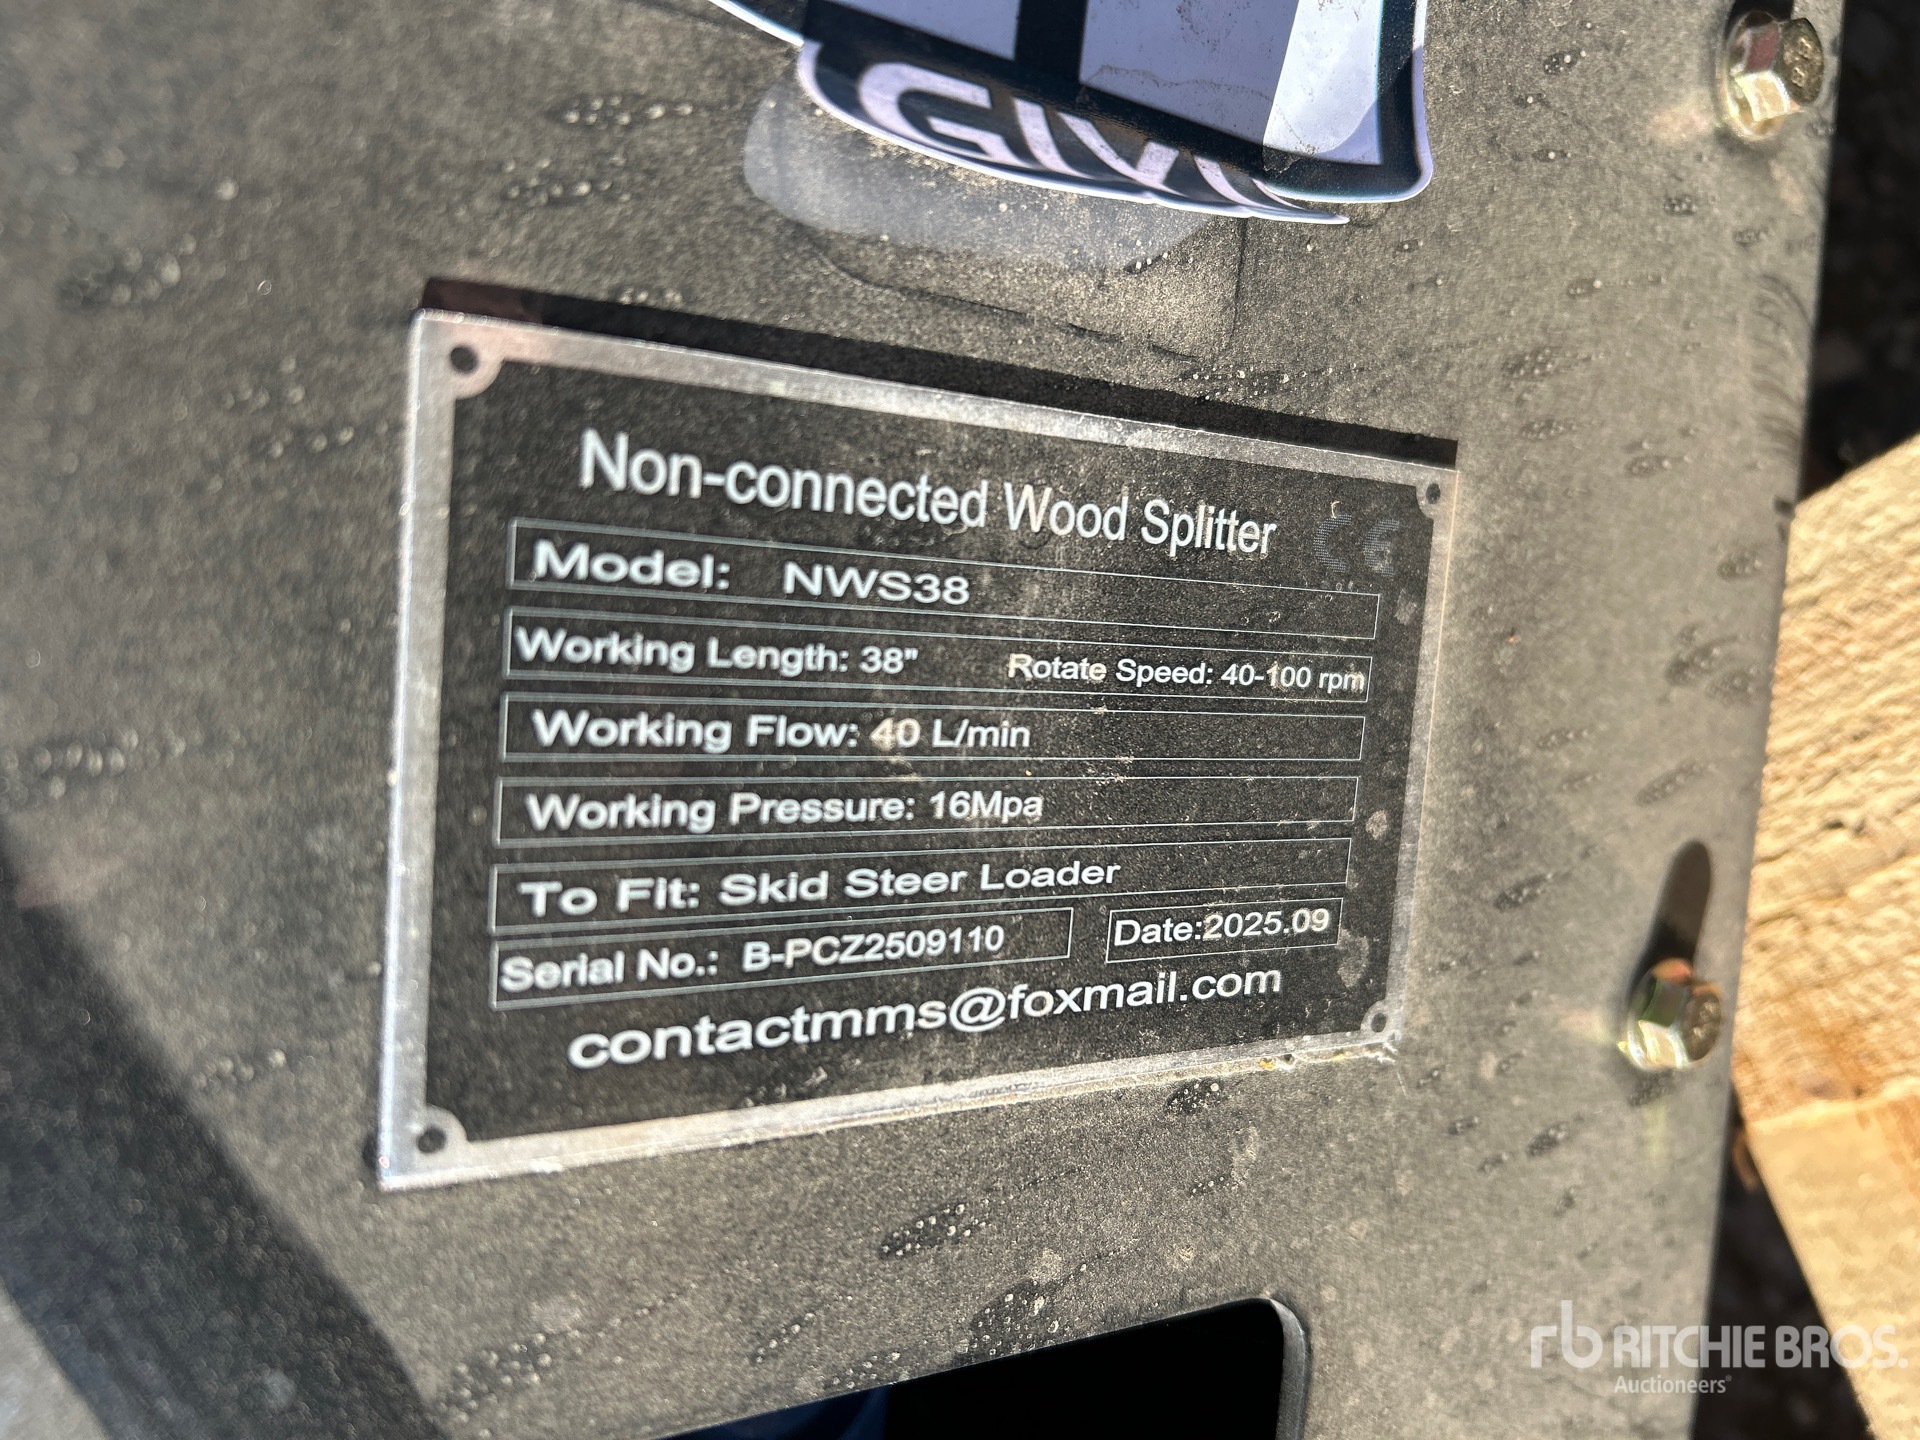 Non-connected Wood Splitter CE
Model: NWS38
Working Length: 38" Rotate Speed: 40-100 rpm
Working Flow: 40 L/min
Working Pressure: 16Mpa
To Fit: Skid Steer Loader
Serial No.: B-PCZ2509110 Date:2025.09
contactmms@foxmail.com
rb RITCHIE BROS.
Auctioneers®